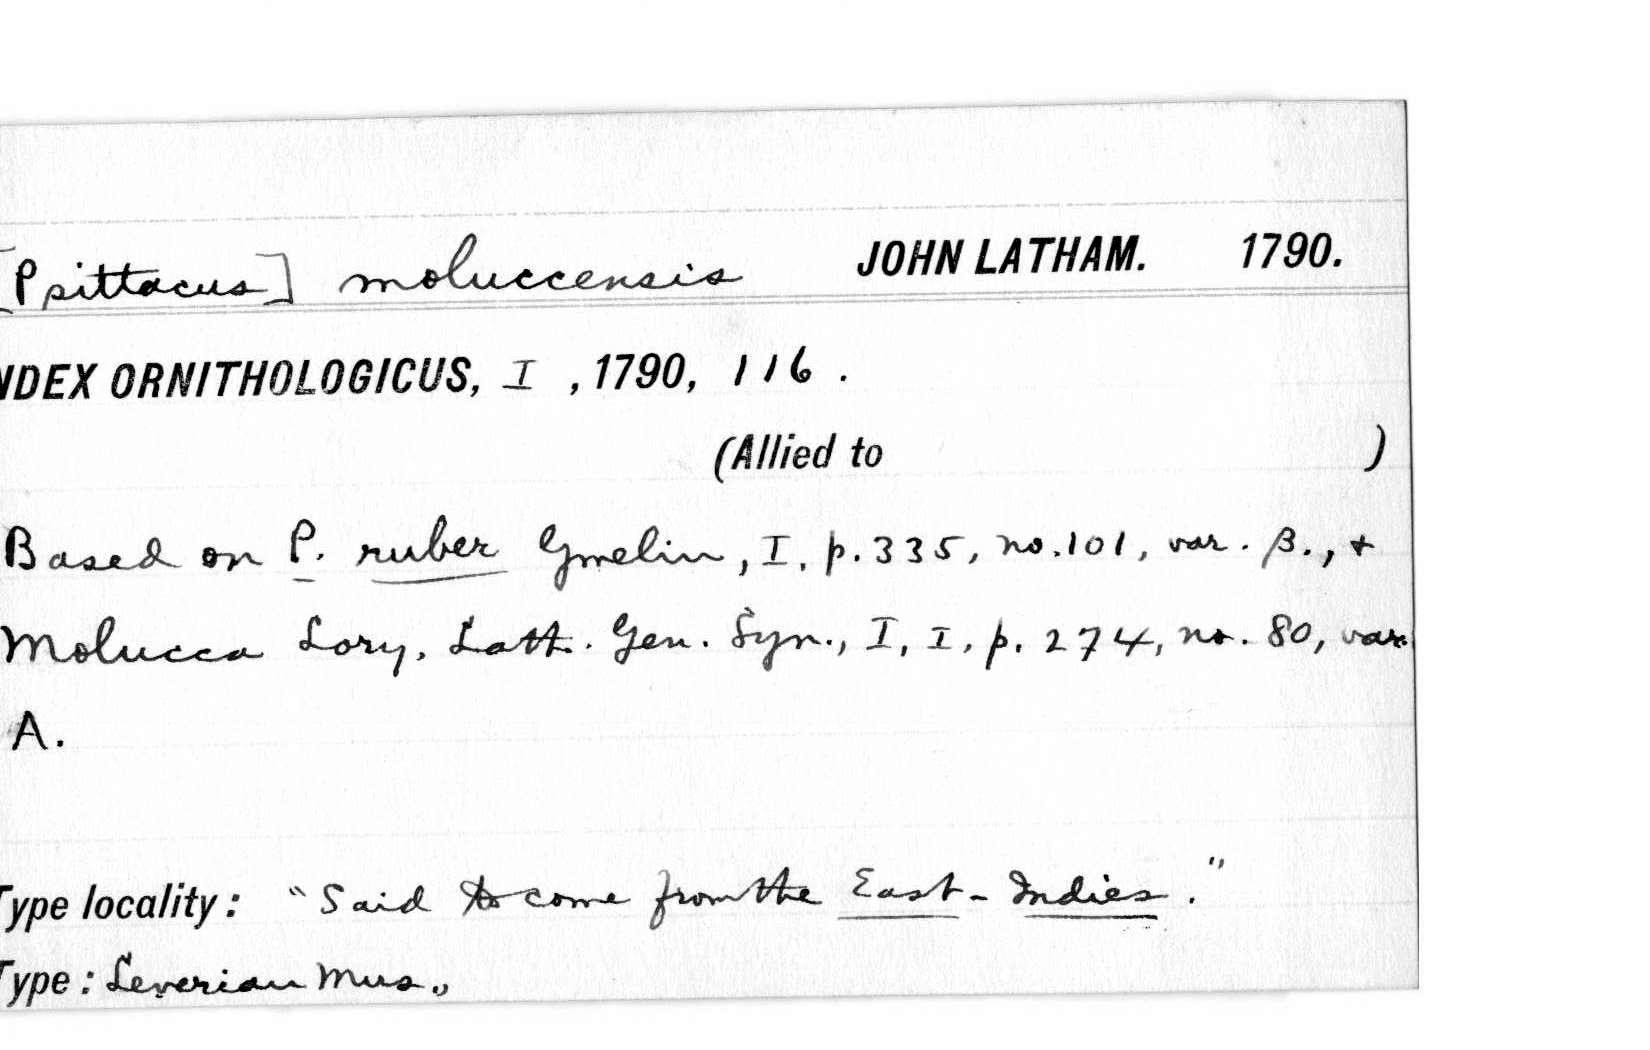 [Psittacus] moluccensis JOHN LATHAM. 1790.
NDEX ORNITHOLOGICUS, I , 1790, 116 .
(Allied to )
Based on P. ruber Gmelin, I, p. 335, no. 101, var. β., +
Molucca Lory, Lath. Gen. Syn., I, I, p. 274, no. 80, var.
A.
Type locality : "Said to come from the East-Indies."
Type : Leverian Mus.,